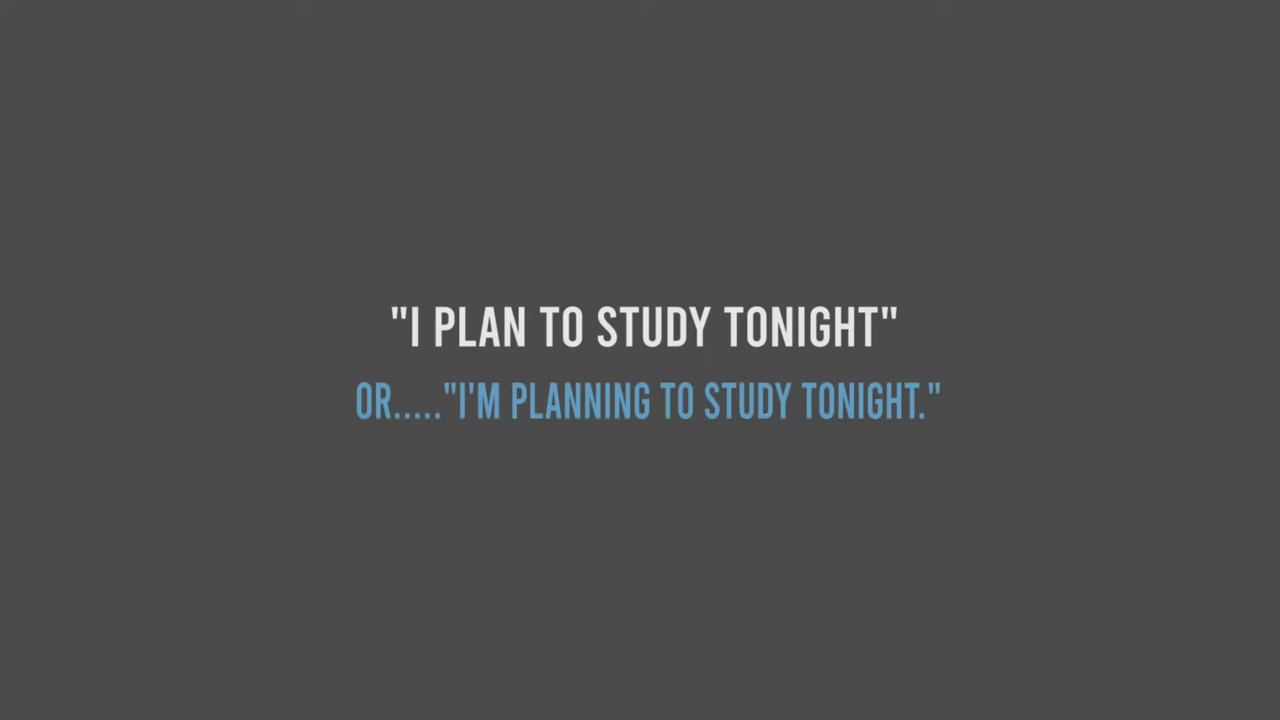 "I PLAN TO STUDY TONIGHT"
OR....."I'M PLANNING TO STUDY TONIGHT."